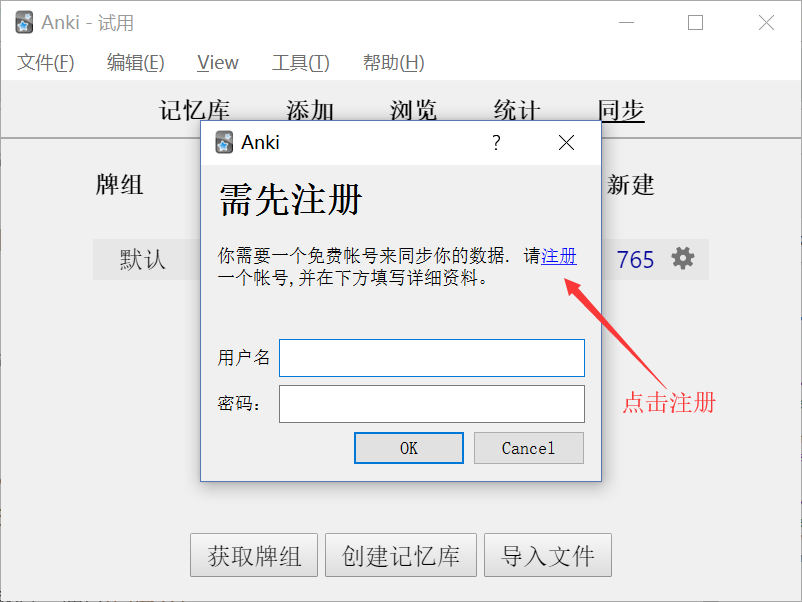 Anki - 试用
文件(F) 编辑(E) View 工具(T) 帮助(H)
记忆库 添加 浏览 统计 同步
Anki ?
牌组 新建
需先注册
默认 765
你需要一个免费帐号来同步你的数据. 请注册
一个帐号,并在下方填写详细资料。
用户名
密码:
点击注册
OK Cancel
获取牌组 创建记忆库 导入文件